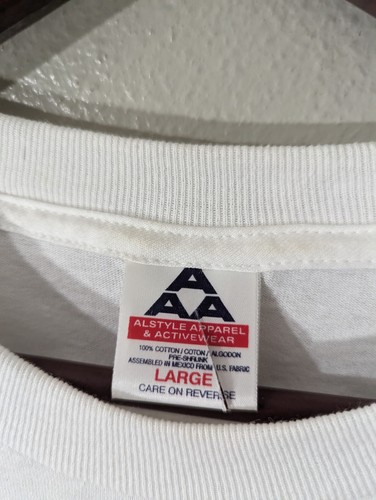 A
AAA
ALSTYLE APPAREL
& ACTIVEWEAR
100% COTTON / COTON / ALGODON
PRE-SHRUNK
ASSEMBLED IN MEXICO FROM U.S. FABRIC
LARGE
CARE ON REVERSE